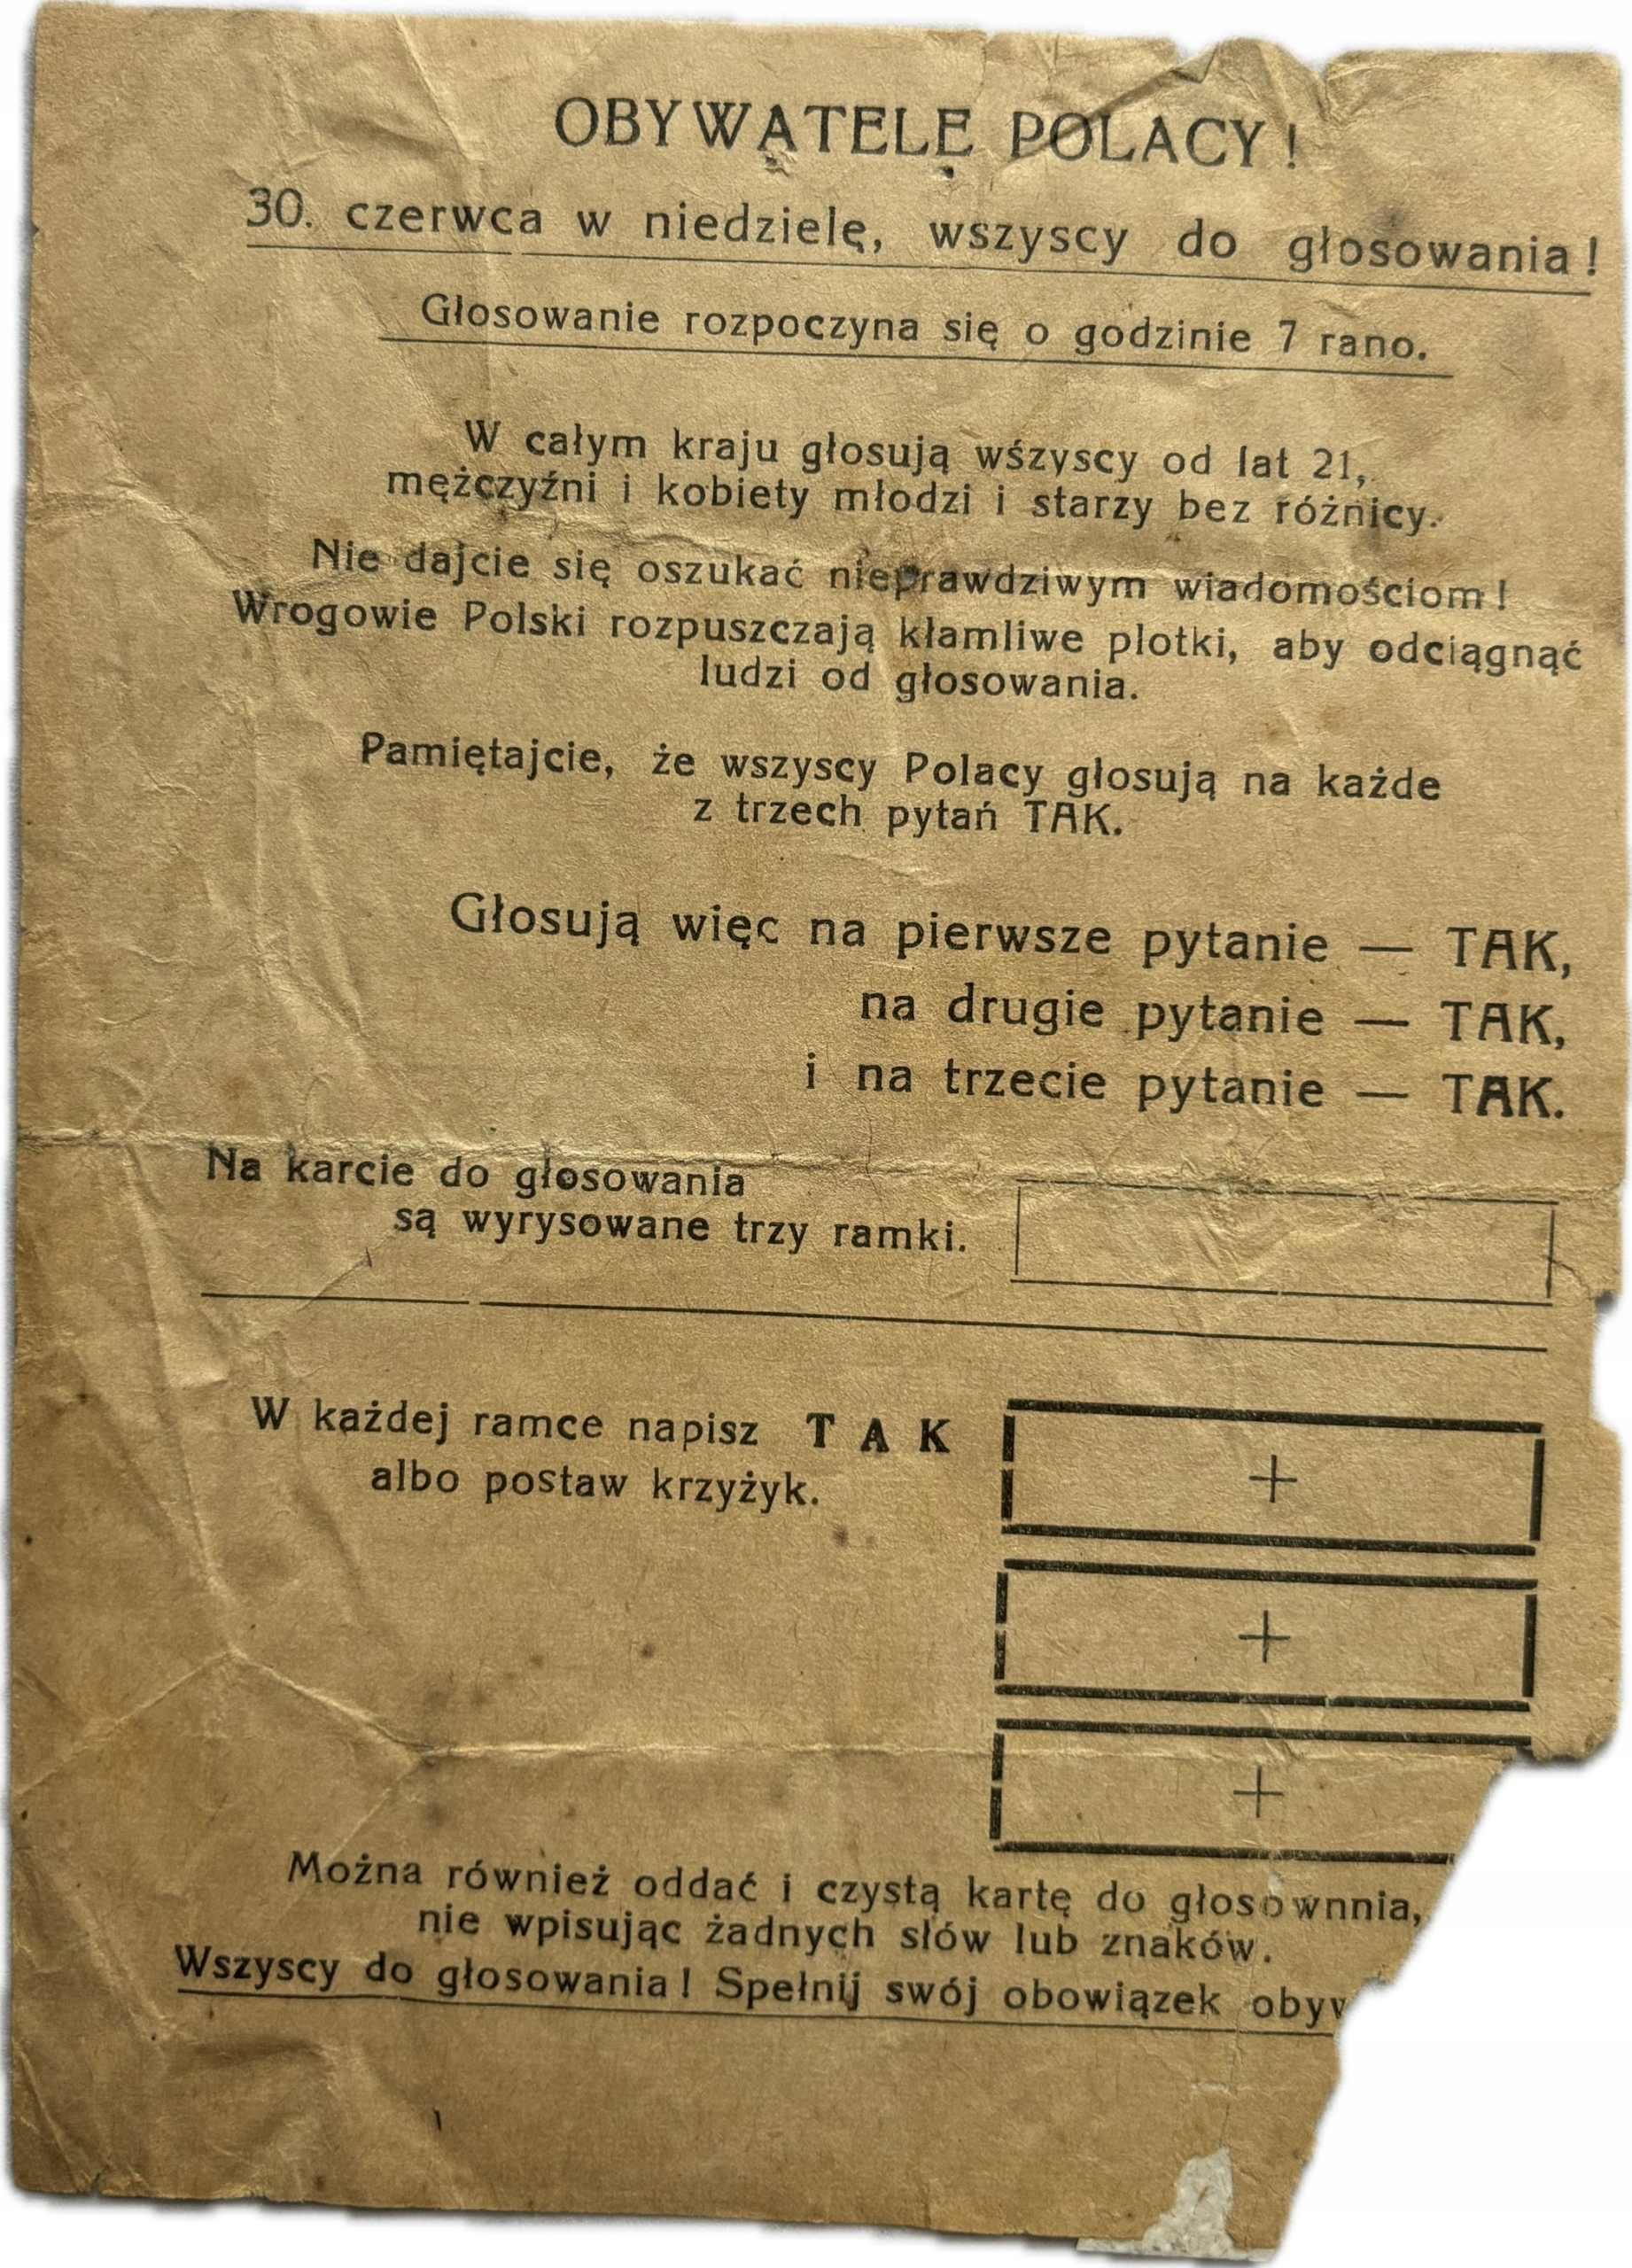 OBYWATELE POLACY!
30. czerwca w niedzielę, wszyscy do głosowania!
Głosowanie rozpoczyna się o godzinie 7 rano.
W całym kraju głosują wśzyscy od lat 21,
mężczyźni i kobiety młodzi i starzy bez różnicy.
Nie dajcie się oszukać nieprawdziwym wiadomościom!
Wrogowie Polski rozpuszczają kłamliwe plotki, aby odciągnąć
ludzi od głosowania.
Pamiętajcie, że wszyscy Polacy głosują na każde
z trzech pytań TAK.
Głosują więc na pierwsze pytanie — TAK,
na drugie pytanie — TAK,
i na trzecie pytanie — TAK.
Na karcie do głosowania
są wyrysowane trzy ramki.
W każdej ramce napisz TAK
albo postaw krzyżyk.
+
+
+
Można również oddać i czystą kartę do głosownnia,
nie wpisując żadnych słów lub znaków.
Wszyscy do głosowania! Spełnij swój obowiązek